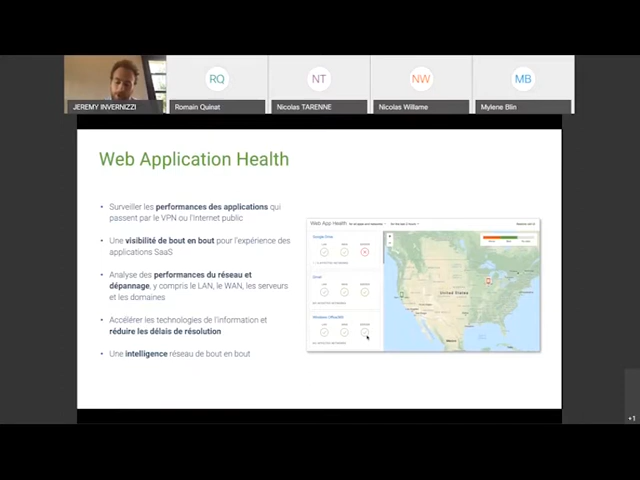 RQ
NT
NW
MB
JEREMY INVERNIZZI
Romain Quinat
Nicolas TARENNE
Nicolas Willame
Mylene Blin
Web Application Health
• Surveiller les performances des applications qui
passent par le VPN ou l'Internet public
• Une visibilité de bout en bout pour l'expérience des
applications SaaS
• Analyse des performances du réseau et
dépannage, y compris le LAN, le WAN, les serveurs
et les domaines
• Accélérer les technologies de l'information et
réduire les délais de résolution
• Une intelligence réseau de bout en bout
Web App Health
Google Drive
Gmail
Windows Office365
United States
Mexico
+1